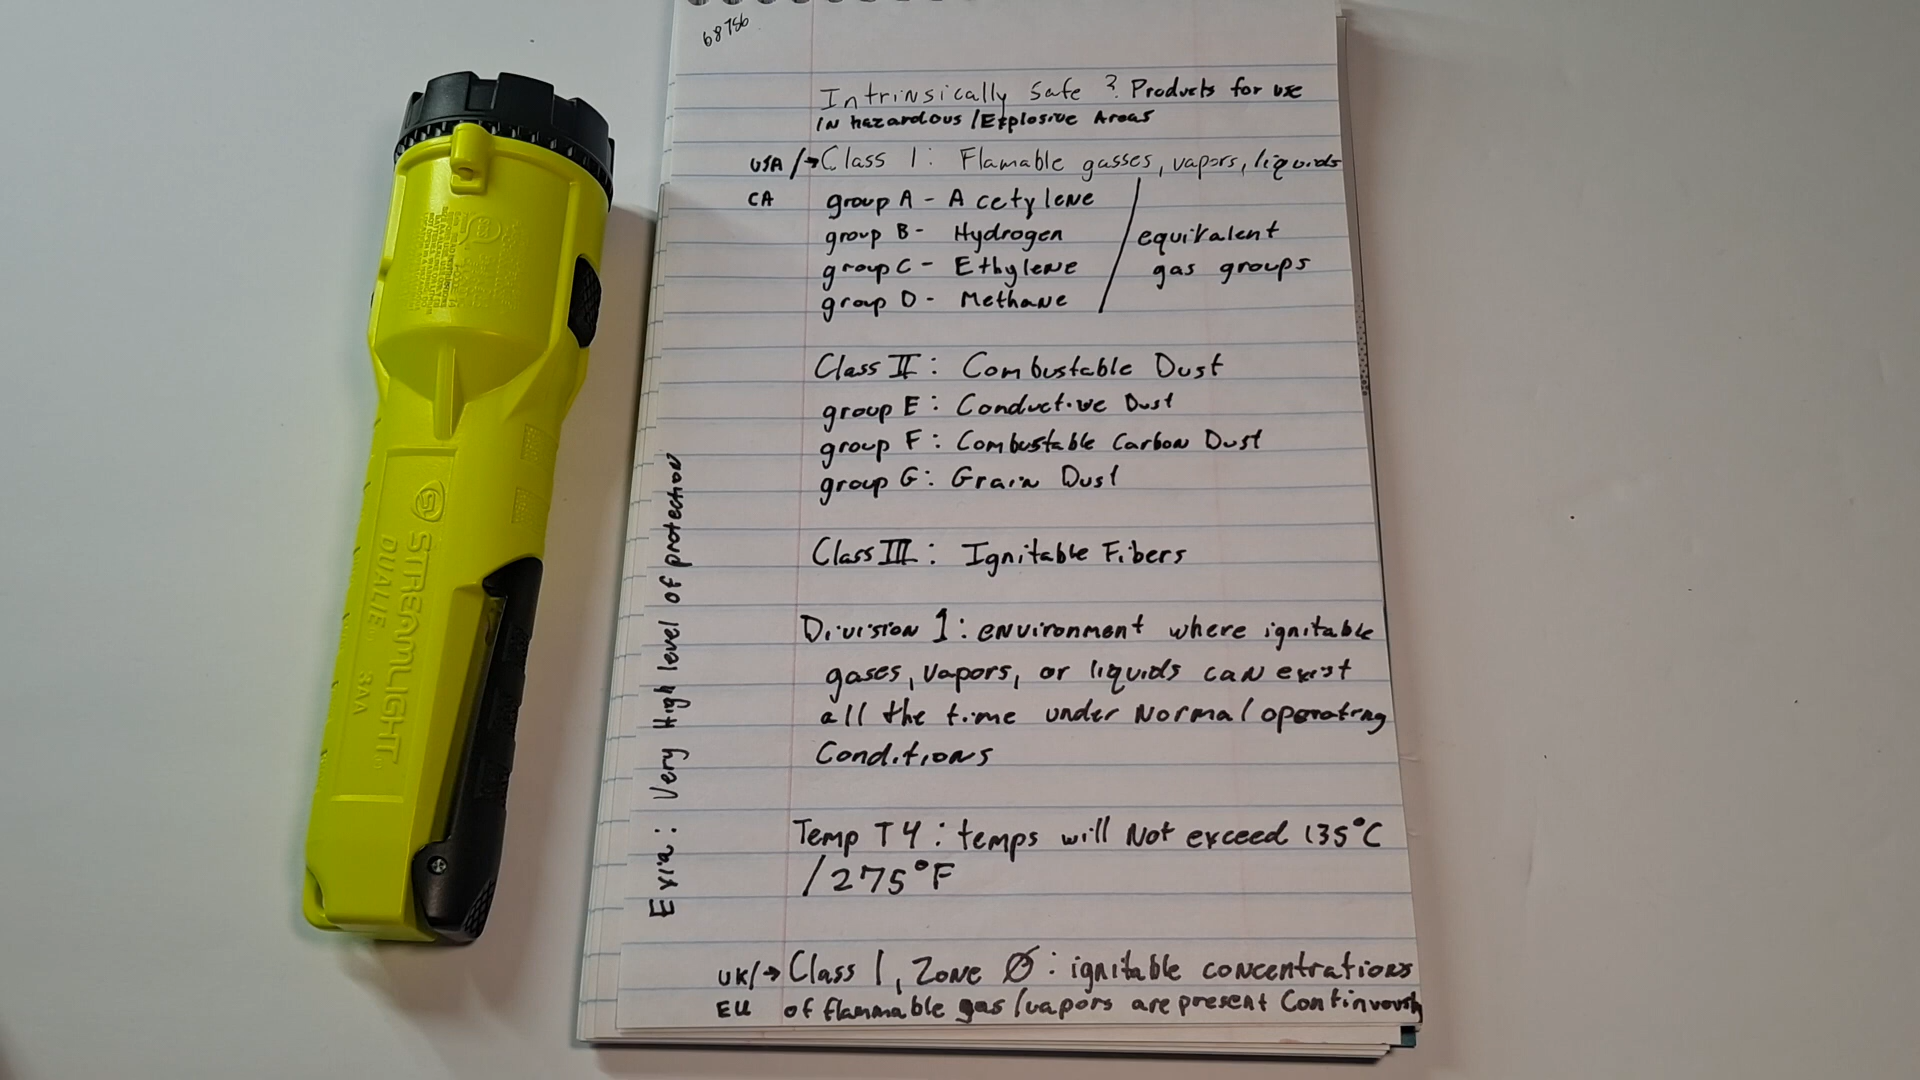 68786
Intrinsically Safe? Products for use
in hazardous/Explosive Areas
USA/→Class 1: Flamable gasses, vapors, liquids
CA
group A - Acetylene
group B - Hydrogen
group C - Ethylene
group D - Methane
equivalent
gas groups
Class II: Combustable Dust
group E: Conductive Dust
group F: Combustable Carbon Dust
group G: Grain Dust
Class III: Ignitable Fibers
Division 1: environment where ignitable
gases, vapors, or liquids can exist
all the time under Normal operating
Conditions
Temp T4: temps will Not exceed 135°C
/275°F
Exia: Very High level of protection
UK/→Class 1, Zone 0: ignitable concentrations
EU of flammable gas/vapors are present Continuously
STREAMLIGHT
DUALIE 3AA